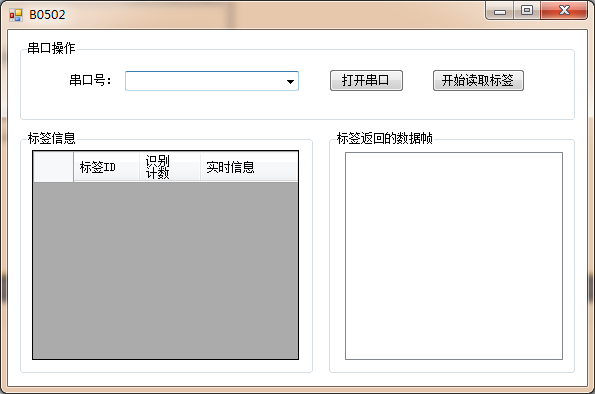 B0502
串口操作
串口号：
打开串口
开始读取标签
标签信息
标签返回的数据帧
标签ID
识别
计数
实时信息